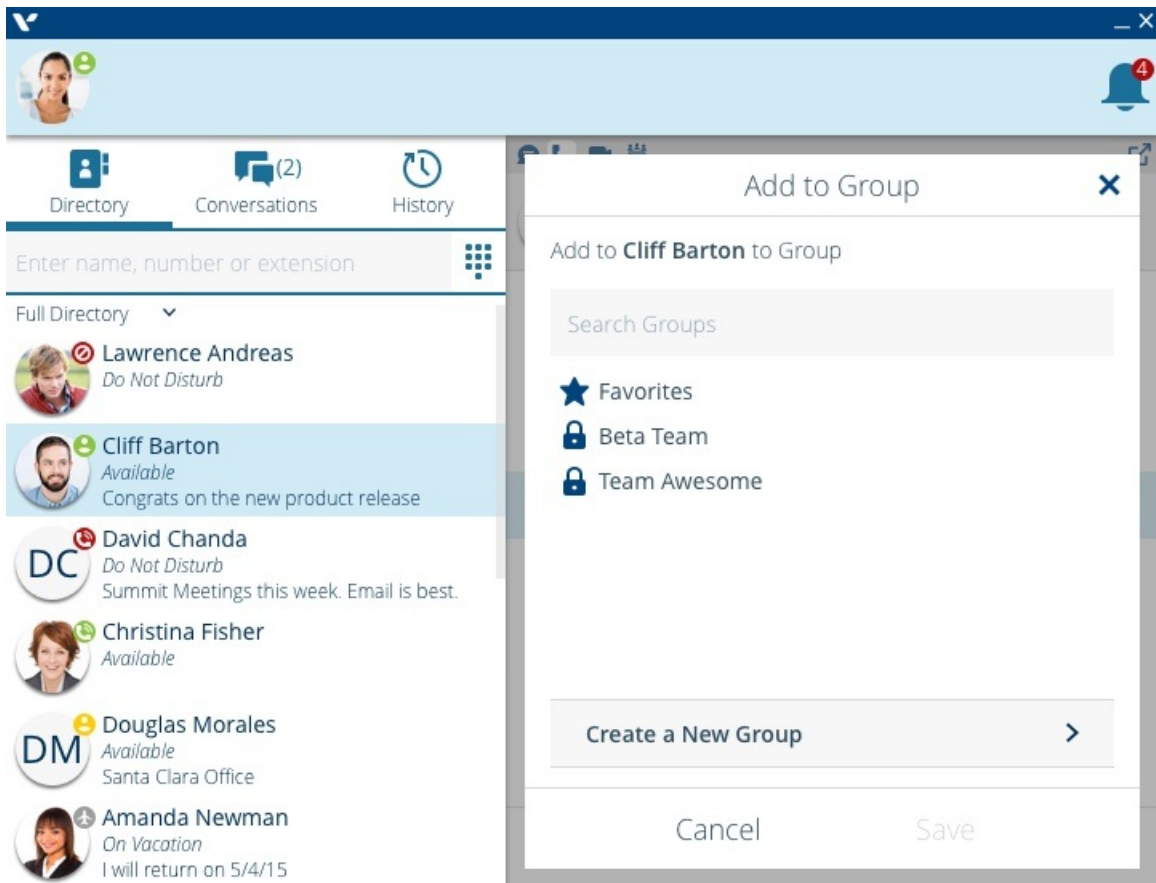 4
Directory
(2)
Conversations
History
Enter name, number or extension
Full Directory
Lawrence Andreas
Do Not Disturb
Cliff Barton
Available
Congrats on the new product release
DC
David Chanda
Do Not Disturb
Summit Meetings this week. Email is best.
Christina Fisher
Available
DM
Douglas Morales
Available
Santa Clara Office
Amanda Newman
On Vacation
I will return on 5/4/15
Add to Group
Add to Cliff Barton to Group
Search Groups
Favorites
Beta Team
Team Awesome
Create a New Group
Cancel
Save